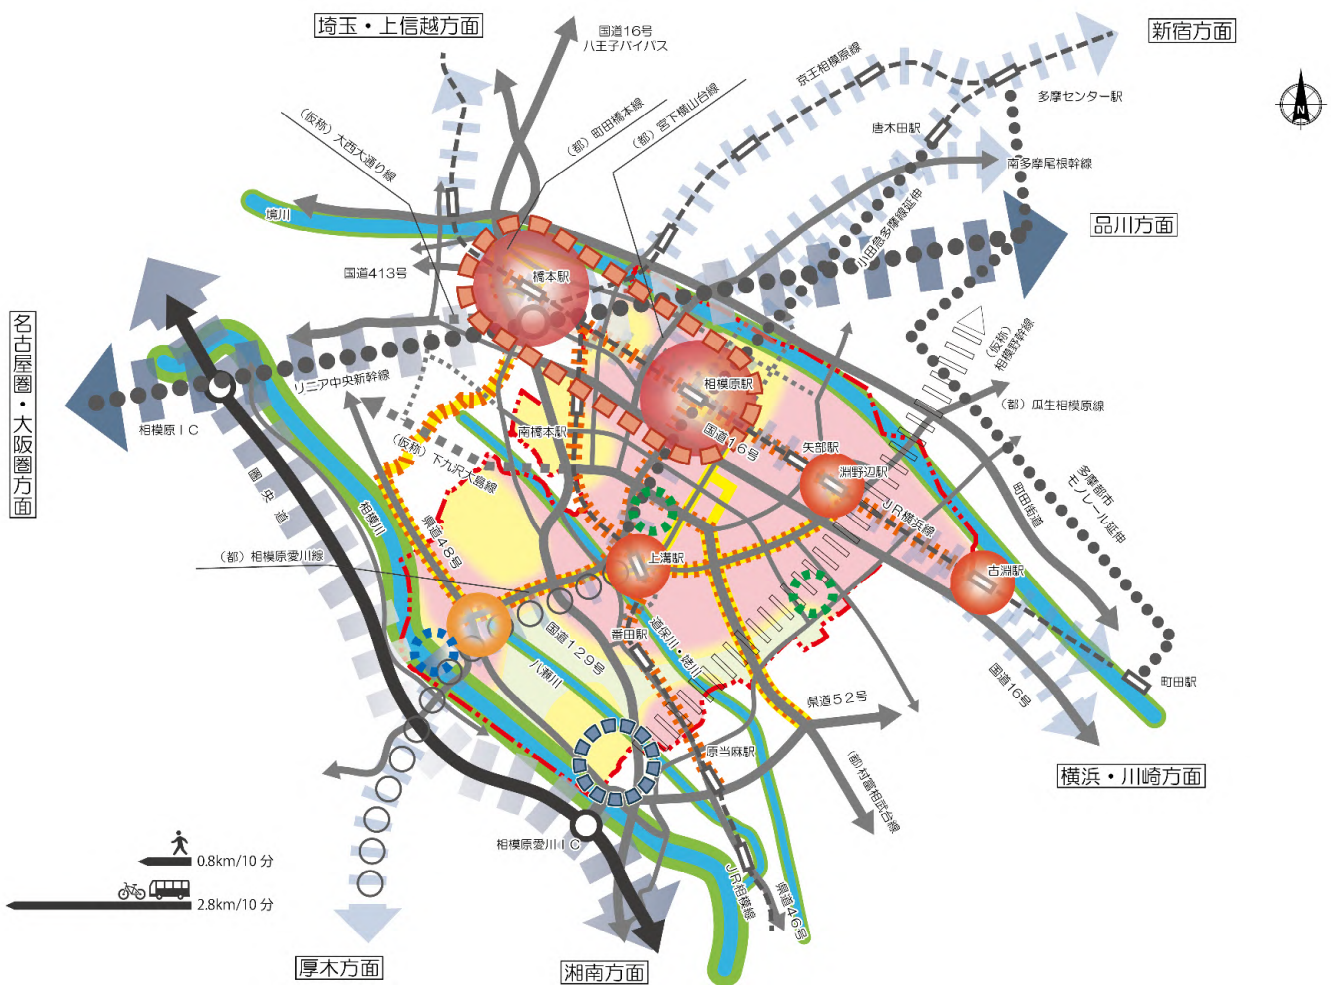 埼玉・上信越方面
国道16号
八王子バイパス
新宿方面
京王相模原線
多摩センター駅
N
(仮称)大西大通り線
(都)町田橋本線
(都)宮下横山台線
唐木田駅
南多摩尾根幹線
境川
小田急多摩線延伸
品川方面
国道413号
橋本駅
名古屋圏・大阪圏方面
リニア中央新幹線
相模原IC
相模原駅
(仮称)相模野幹線
(都)瓜生相模原線
南橋本駅
国道16号
矢部駅
淵野辺駅
(仮称)下九沢大島線
圏央道
相模川
県道48号
JR横浜線
町田街道
多摩都市モノレール延伸
(都)相模原愛川線
上溝駅
古淵駅
番田駅
道保川・姥川
国道129号
八瀬川
国道16号
町田駅
県道52号
原当麻駅
(都)村富相武台線
横浜・川崎方面
相模原愛川IC
0.8km/10分
2.8km/10分
JR相模線
県道46号
厚木方面
湘南方面